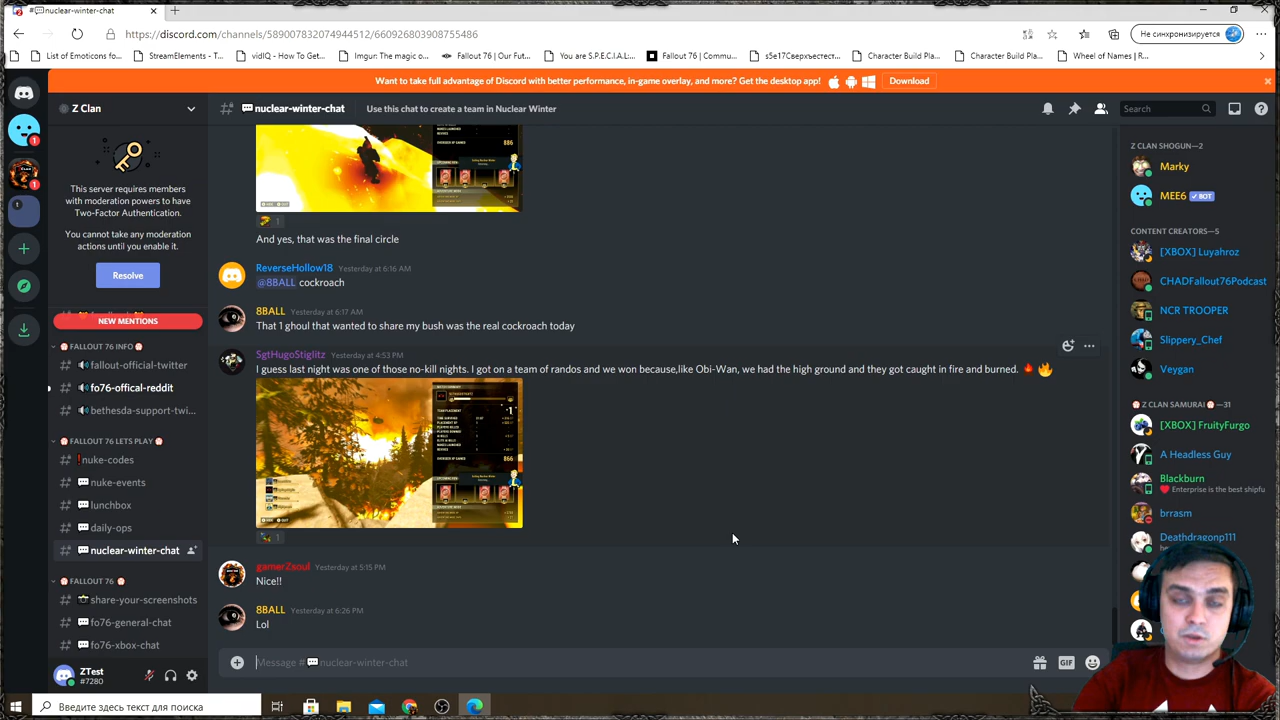 #💬nuclear-winter-chat
https://discord.com/channels/589007832074944512/660926803908755486
Не синхронизируется
List of Emoticons fo...
StreamElements - T...
vidIQ – How To Get...
Imgur: The magic o...
Fallout 76 | Our Fut...
You are S.P.E.C.I.A.L:...
Fallout 76 | Commu...
s5e17Сверхъестест...
Character Build Pla...
Character Build Pla...
Wheel of Names | R...
Want to take full advantage of Discord with better performance, in-game overlay, and more? Get the desktop app!
Download
Z Clan
💬nuclear-winter-chat
Use this chat to create a team in Nuclear Winter
Search
This server requires members
with moderation powers to have
Two-Factor Authentication.
You cannot take any moderation
actions until you enable it.
Resolve
NEW MENTIONS
FALLOUT 76 INFO
fallout-official-twitter
fo76-offical-reddit
bethesda-support-twi...
FALLOUT 76 LETS PLAY
nuke-codes
nuke-events
lunchbox
daily-ops
nuclear-winter-chat
FALLOUT 76
share-your-screenshots
fo76-general-chat
fo76-xbox-chat
ZTest
#7280
886
1
And yes, that was the final circle
ReverseHollow18 Yesterday at 6:16 AM
@8BALL cockroach
8BALL Yesterday at 6:17 AM
That 1 ghoul that wanted to share my bush was the real cockroach today
SgtHugoStiglitz Yesterday at 4:53 PM
I guess last night was one of those no-kill nights. I got on a team of randos and we won because,like Obi-Wan, we had the high ground and they got caught in fire and burned. 🔥🔥
866
1
gamerZsoul Yesterday at 5:15 PM
Nice!!
8BALL Yesterday at 6:26 PM
Lol
Message #💬nuclear-winter-chat
GIF
Z CLAN SHOGUN—2
Marky
MEE6 ✓ BOT
CONTENT CREATORS—5
[XBOX] Luyahroz
CHADFallout76Podcast
NCR TROOPER
Slippery_Chef
Veygan
Z CLAN SAMURAI—31
[XBOX] FruityFurgo
A Headless Guy
Blackburn
Enterprise is the best shipfu
brrasm
Deathdragonp111
Введите здесь текст для поиска